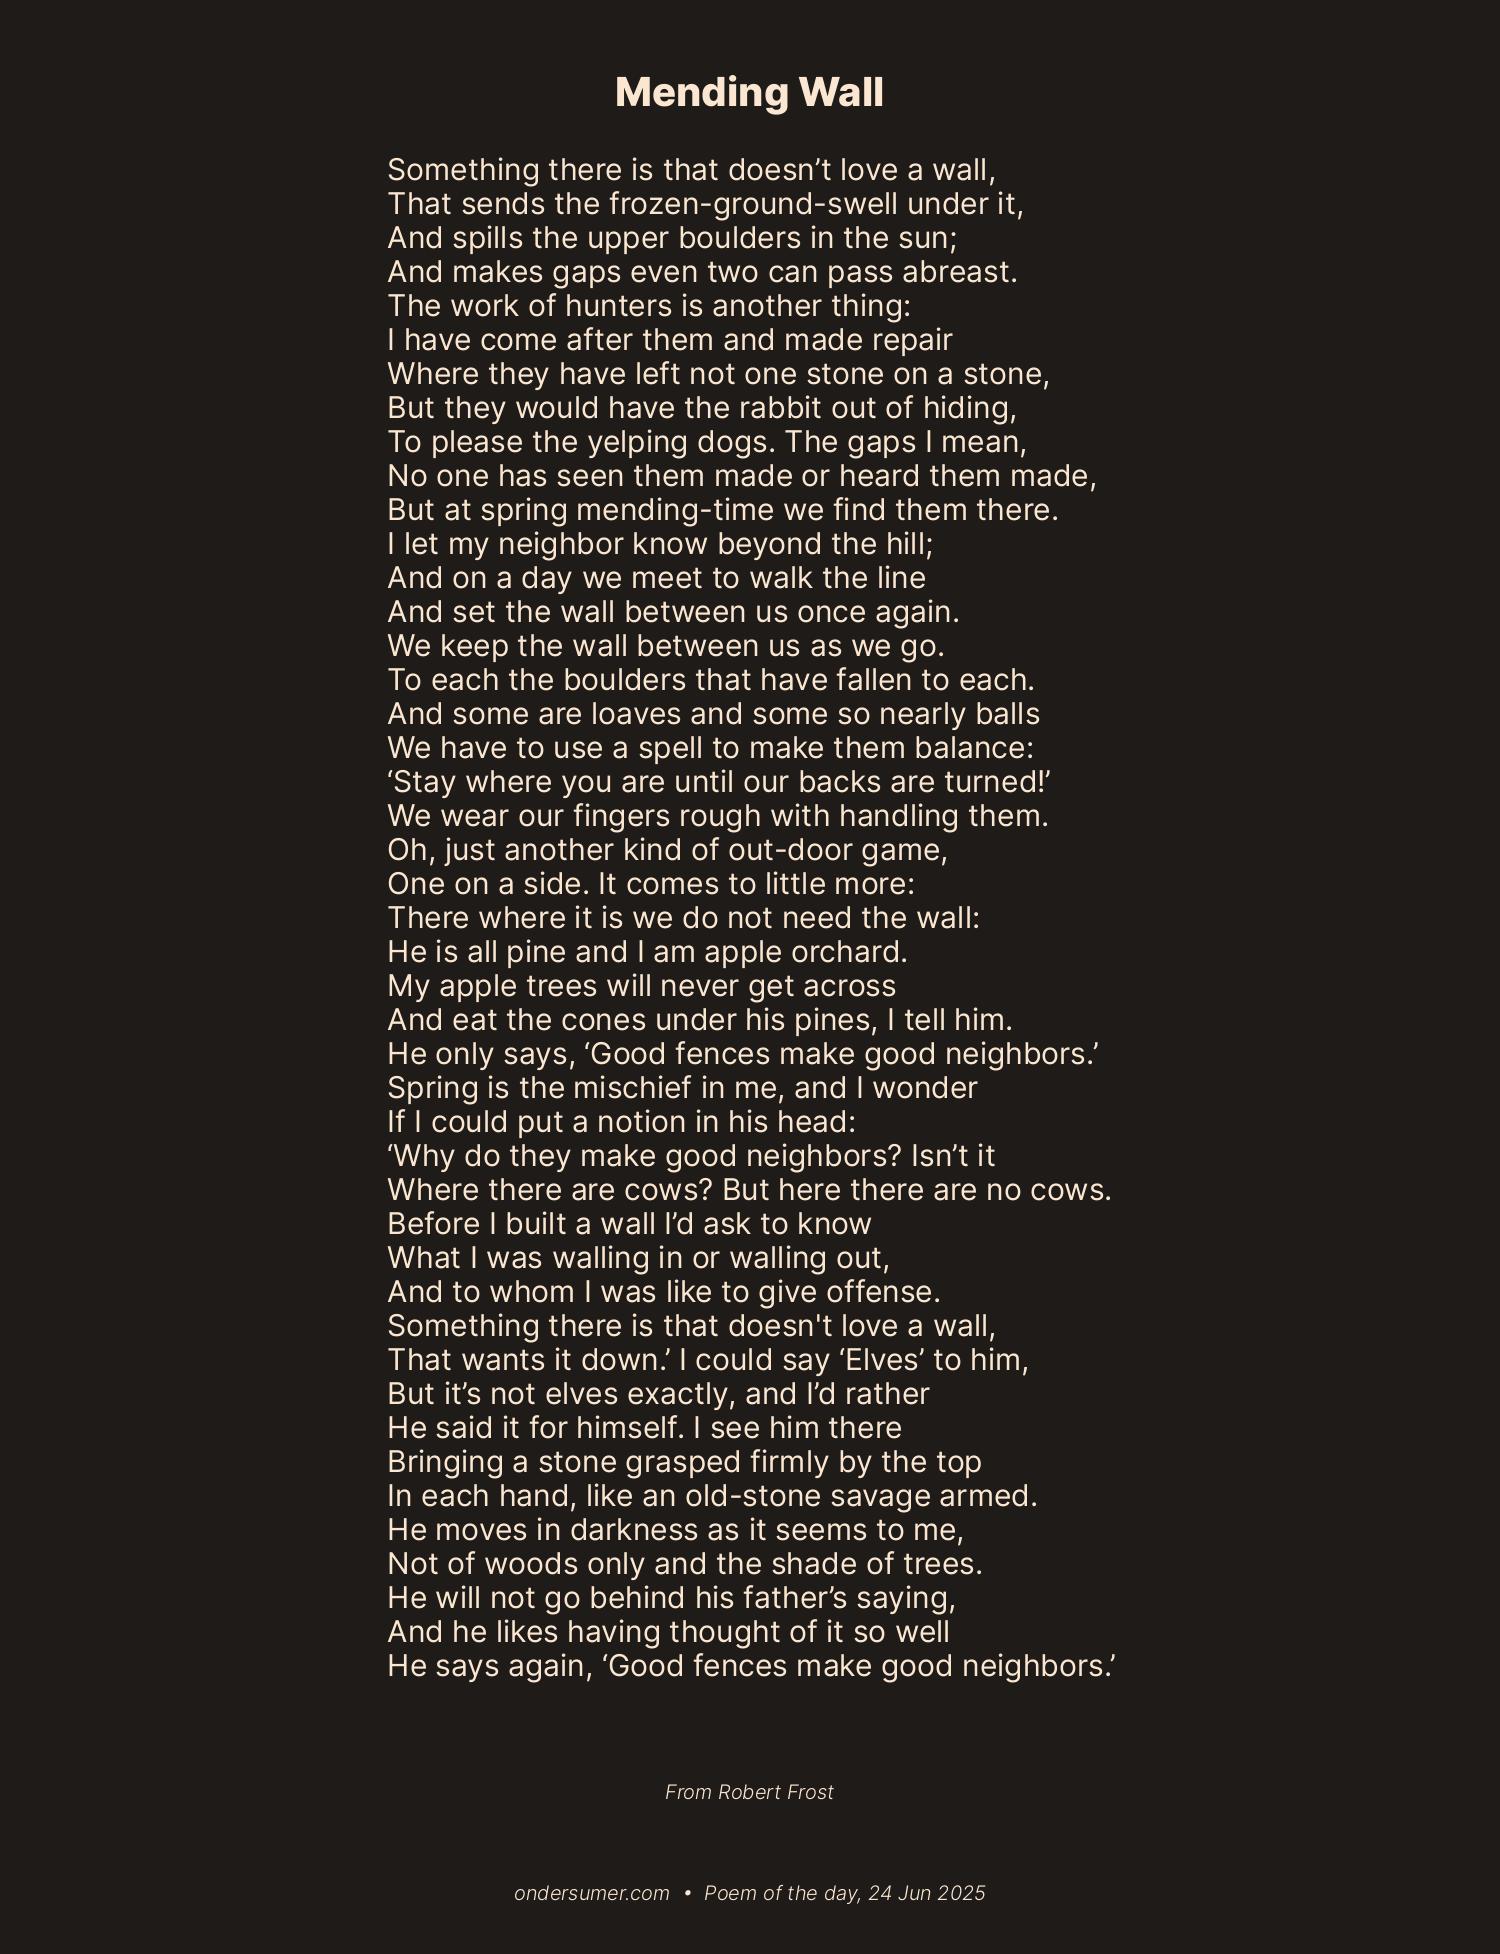 Mending Wall
Something there is that doesn’t love a wall,
That sends the frozen-ground-swell under it,
And spills the upper boulders in the sun;
And makes gaps even two can pass abreast.
The work of hunters is another thing:
I have come after them and made repair
Where they have left not one stone on a stone,
But they would have the rabbit out of hiding,
To please the yelping dogs. The gaps I mean,
No one has seen them made or heard them made,
But at spring mending-time we find them there.
I let my neighbor know beyond the hill;
And on a day we meet to walk the line
And set the wall between us once again.
We keep the wall between us as we go.
To each the boulders that have fallen to each.
And some are loaves and some so nearly balls
We have to use a spell to make them balance:
‘Stay where you are until our backs are turned!’
We wear our fingers rough with handling them.
Oh, just another kind of out-door game,
One on a side. It comes to little more:
There where it is we do not need the wall:
He is all pine and I am apple orchard.
My apple trees will never get across
And eat the cones under his pines, I tell him.
He only says, ‘Good fences make good neighbors.’
Spring is the mischief in me, and I wonder
If I could put a notion in his head:
‘Why do they make good neighbors? Isn’t it
Where there are cows? But here there are no cows.
Before I built a wall I’d ask to know
What I was walling in or walling out,
And to whom I was like to give offense.
Something there is that doesn't love a wall,
That wants it down.’ I could say ‘Elves’ to him,
But it’s not elves exactly, and I’d rather
He said it for himself. I see him there
Bringing a stone grasped firmly by the top
In each hand, like an old-stone savage armed.
He moves in darkness as it seems to me,
Not of woods only and the shade of trees.
He will not go behind his father’s saying,
And he likes having thought of it so well
He says again, ‘Good fences make good neighbors.’
From Robert Frost
ondersumer.com • Poem of the day, 24 Jun 2025